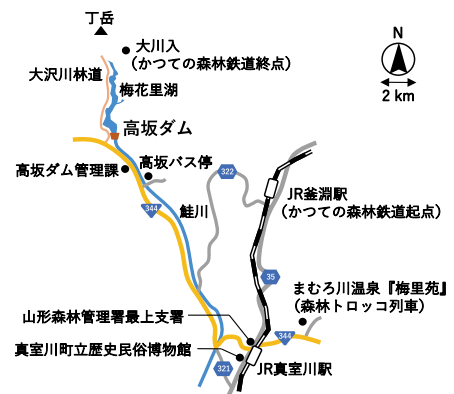 丁岳
大川入
(かつての森林鉄道終点)
N
2 km
大沢川林道
梅花里湖
高坂ダム
高坂ダム管理課
高坂バス停
322
JR釜淵駅
(かつての森林鉄道起点)
344
鮭川
35
まむろ川温泉『梅里苑』
(森林トロッコ列車)
山形森林管理署最上支署
344
真室川町立歴史民俗博物館
321
JR真室川駅